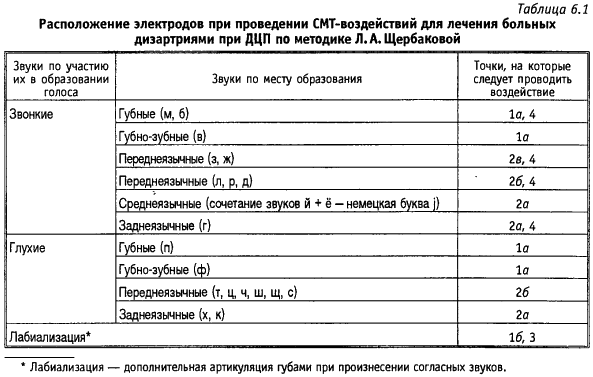 Таблица 6.1
Расположение электродов при проведении СМТ-воздействий для лечения больных
дизартриями при ДЦП по методике Л. А. Щербаковой
Звуки по участию
их в образовании
голоса
Звуки по месту образования
Точки, на которые
следует проводить
воздействие
Звонкие
Губные (м, б)
1а, 4
Губно-зубные (в)
1а
Переднеязычные (з, ж)
2в, 4
Переднеязычные (л, р, д)
2б, 4
Среднеязычные (сочетание звуков й + ё – немецкая буква j)
2а
Заднеязычные (г)
2а, 4
Глухие
Губные (п)
1а
Губно-зубные (ф)
1а
Переднеязычные (т, ц, ч, ш, щ, с)
2б
Заднеязычные (х, к)
2а
Лабиализация*
1б, 3
* Лабиализация — дополнительная артикуляция губами при произнесении согласных звуков.